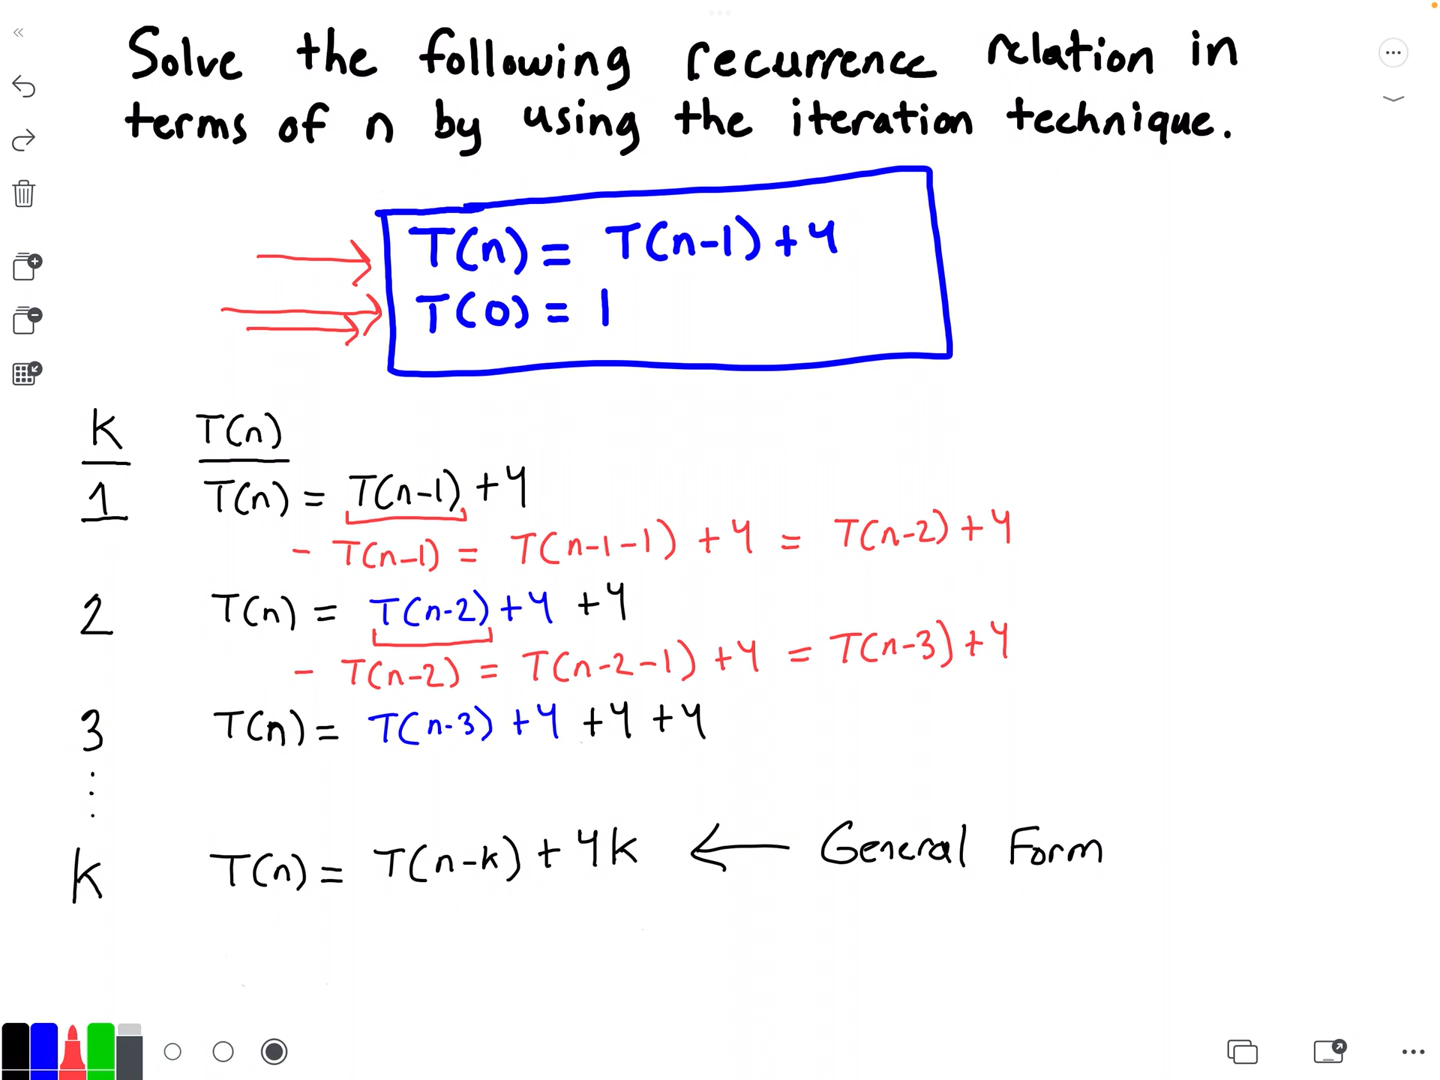 Solve the following recurrence relation in
terms of n by using the iteration technique.
T(n) = T(n-1) + 4
T(0) = 1
K T(n)
1 T(n) = T(n-1) + 4
- T(n-1) = T(n-1-1) + 4 = T(n-2) + 4
2 T(n) = T(n-2) + 4 + 4
- T(n-2) = T(n-2-1) + 4 = T(n-3) + 4
3 T(n) = T(n-3) + 4 + 4 + 4
⋮
k T(n) = T(n-k) + 4k ← General Form